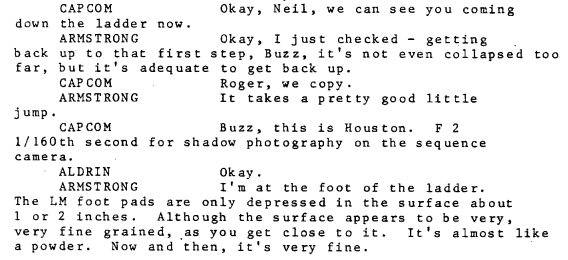 CAPCOM Okay, Neil, we can see you coming
down the ladder now.
ARMSTRONG Okay, I just checked - getting
back up to that first step, Buzz, it's not even collapsed too
far, but it's adequate to get back up.
CAPCOM Roger, we copy.
ARMSTRONG It takes a pretty good little
jump.
CAPCOM Buzz, this is Houston. F 2
1/160th second for shadow photography on the sequence
camera.
ALDRIN Okay.
ARMSTRONG I'm at the foot of the ladder.
The LM foot pads are only depressed in the surface about
1 or 2 inches. Although the surface appears to be very,
very fine grained, as you get close to it. It's almost like
a powder. Now and then, it's very fine.